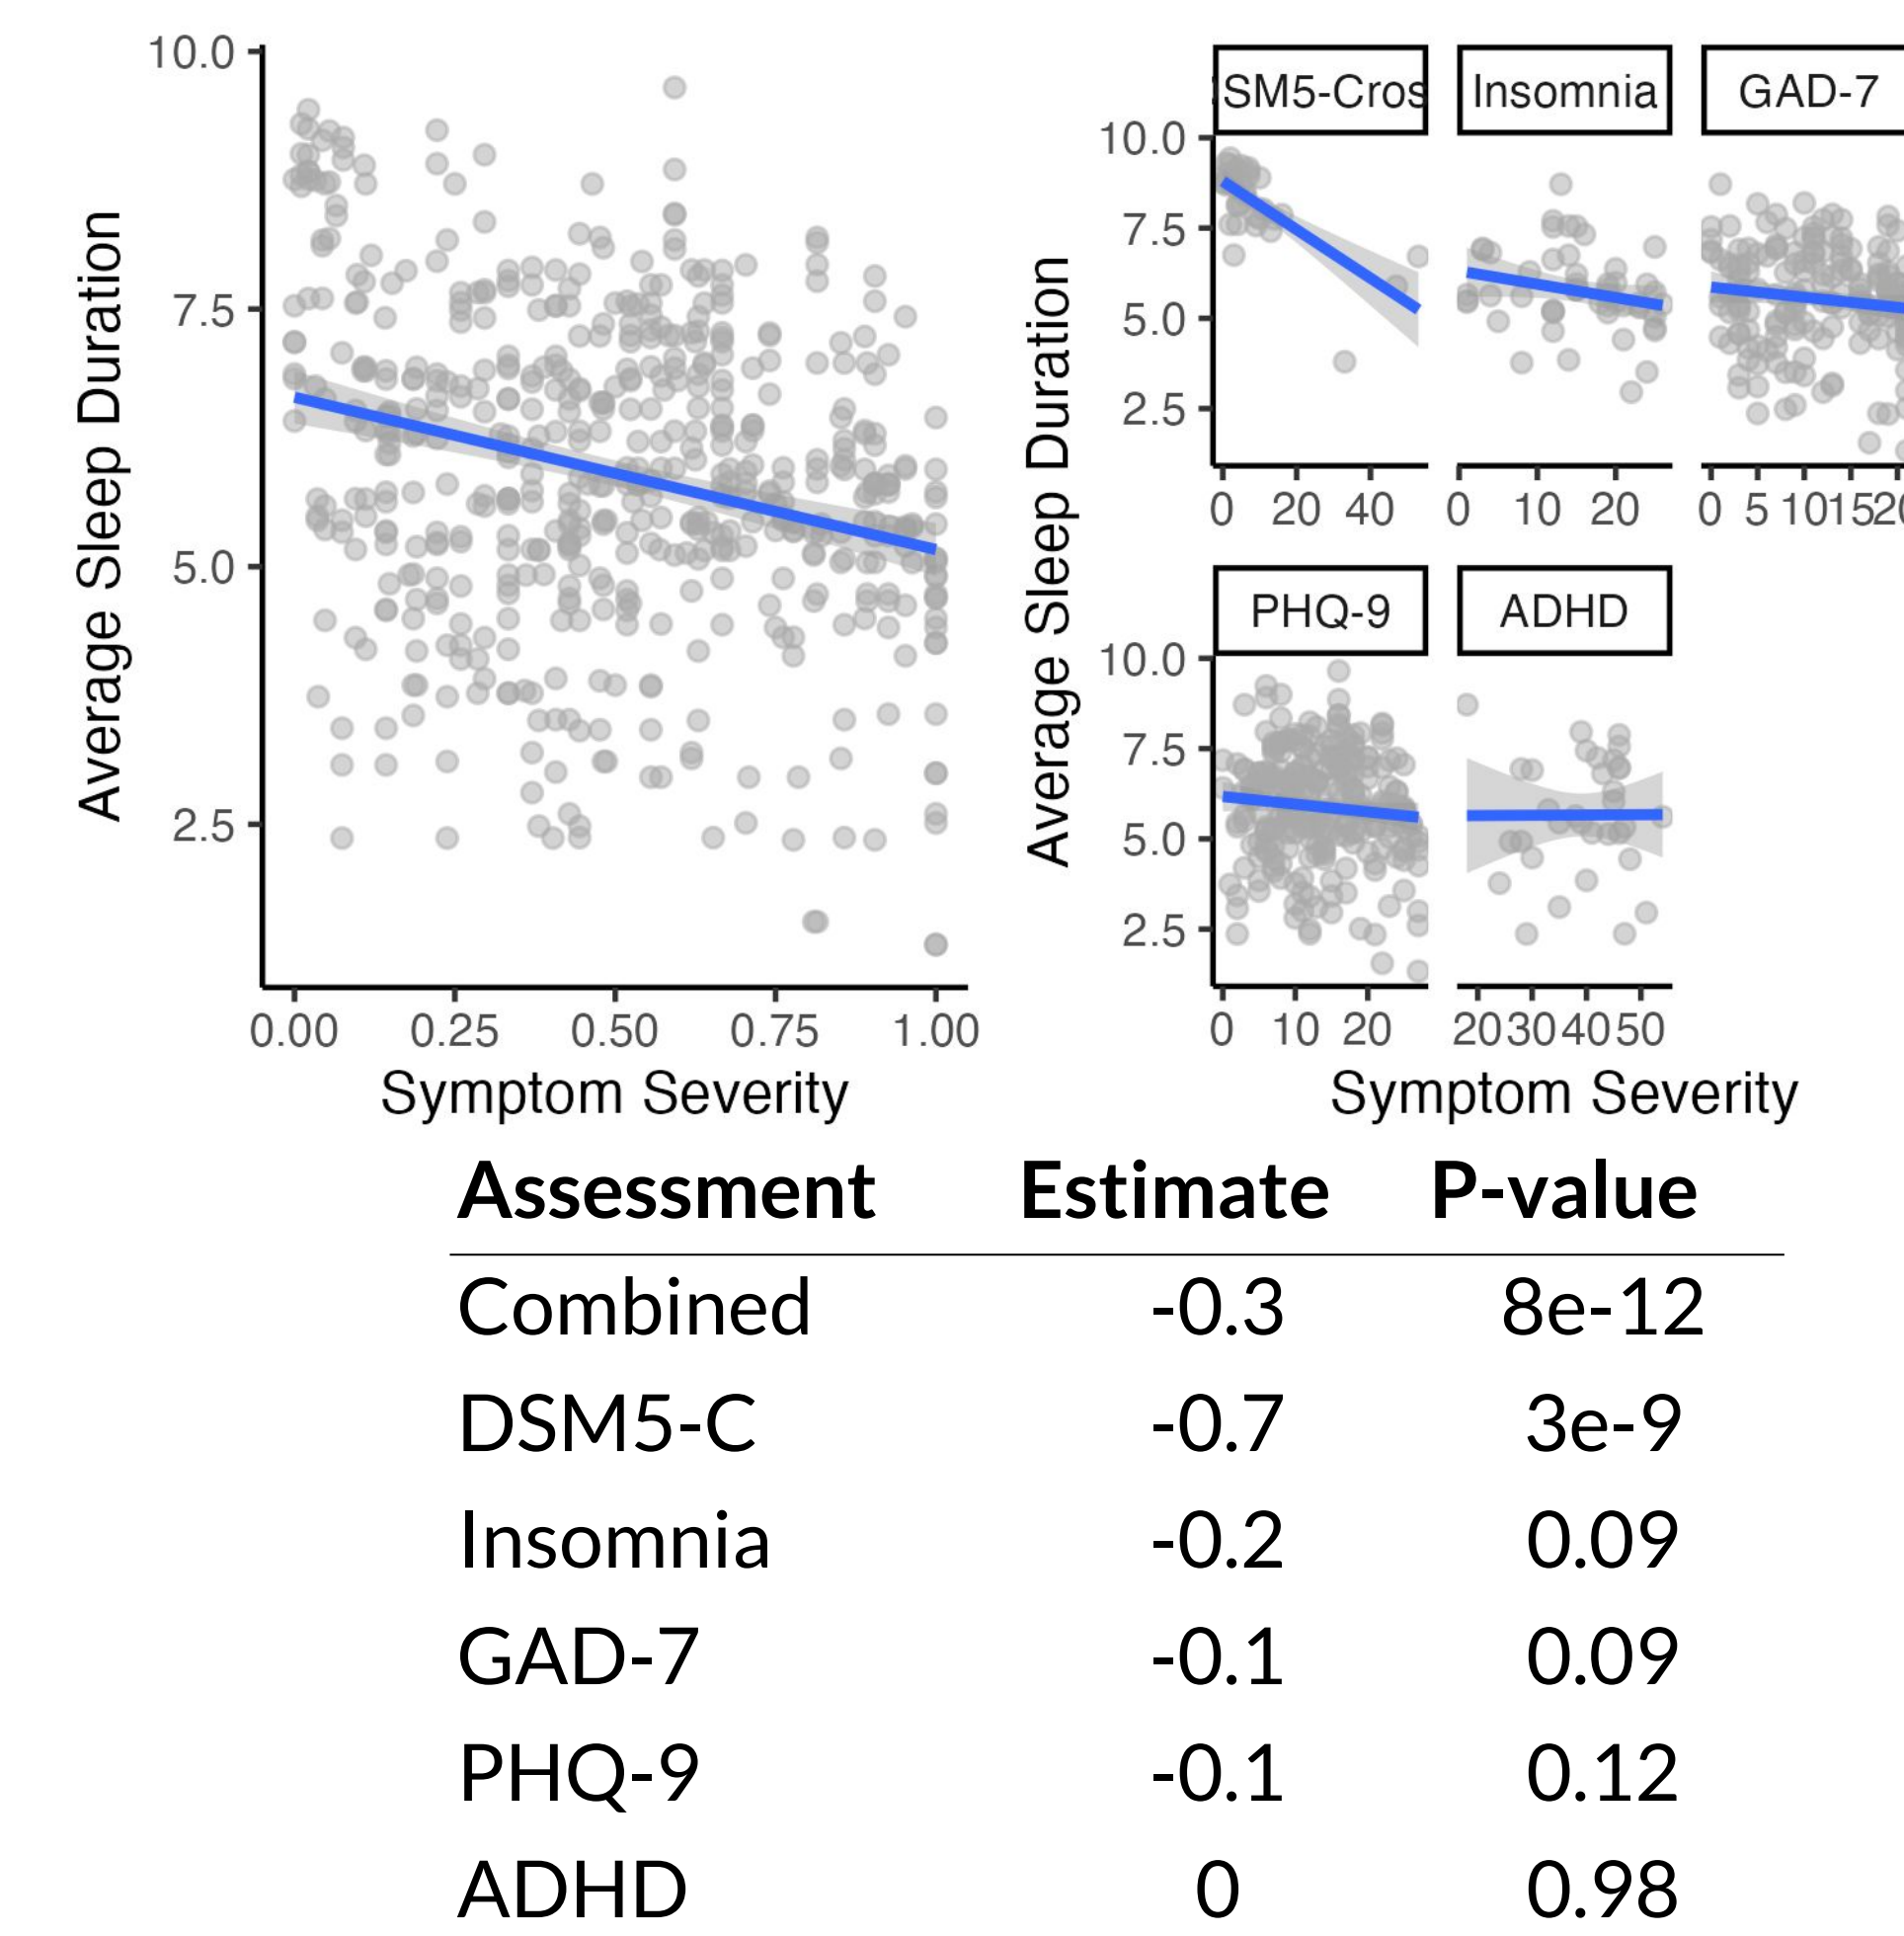 Average Sleep Duration
10.0
7.5
5.0
2.5
0.00 0.25 0.50 0.75 1.00
Symptom Severity
Average Sleep Duration
SM5-Cros Insomnia GAD-7
10.0
7.5
5.0
2.5
0 20 40 0 10 20 0 5 10 15 20
PHQ-9 ADHD
10.0
7.5
5.0
2.5
0 10 20 20 30 40 50
Symptom Severity
Assessment Estimate P-value
Combined -0.3 8e-12
DSM5-C -0.7 3e-9
Insomnia -0.2 0.09
GAD-7 -0.1 0.09
PHQ-9 -0.1 0.12
ADHD 0 0.98